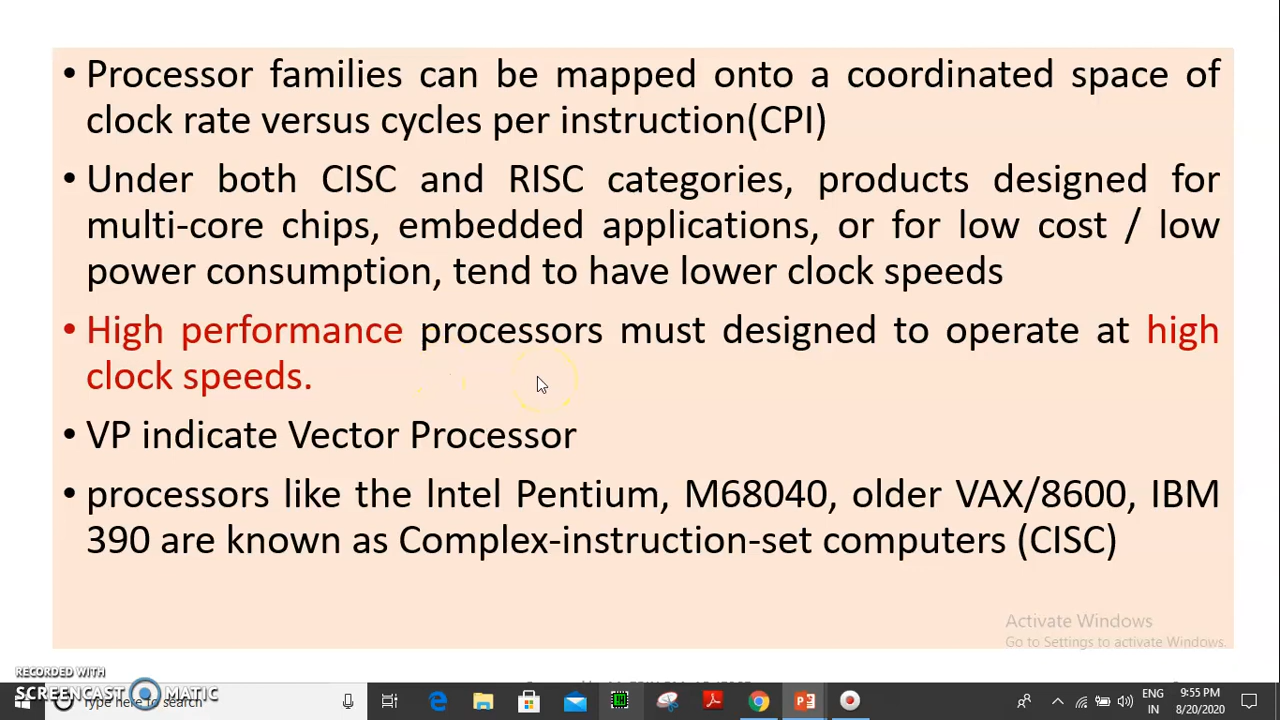 • Processor families can be mapped onto a coordinated space of
clock rate versus cycles per instruction(CPI)
• Under both CISC and RISC categories, products designed for
multi-core chips, embedded applications, or for low cost / low
power consumption, tend to have lower clock speeds
• High performance processors must designed to operate at high
clock speeds.
• VP indicate Vector Processor
• processors like the lntel Pentium, M68040, older VAX/8600, IBM
390 are known as Complex-instruction-set computers (CISC)
Activate Windows
Go to Settings to activate Windows.
RECORDED WITH
SCREENCAST MATIC
Type here to search
ENG
IN
9:55 PM
8/20/2020